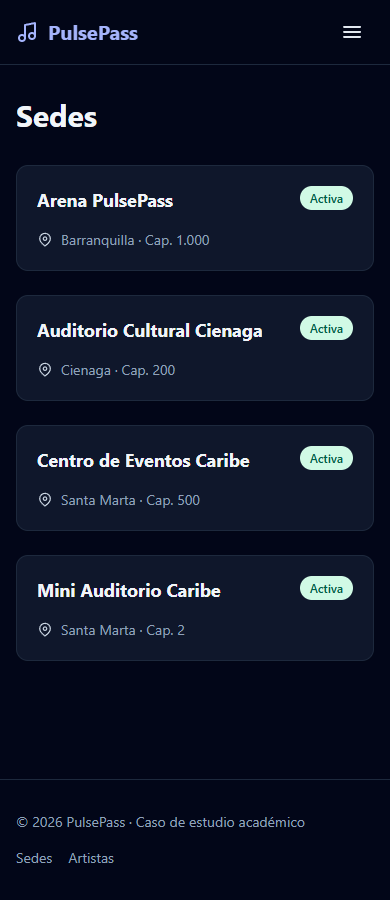 PulsePass
Sedes
Arena PulsePass
Activa
Barranquilla · Cap. 1.000
Auditorio Cultural Cienaga
Activa
Cienaga · Cap. 200
Centro de Eventos Caribe
Activa
Santa Marta · Cap. 500
Mini Auditorio Caribe
Activa
Santa Marta · Cap. 2
© 2026 PulsePass · Caso de estudio académico
Sedes Artistas